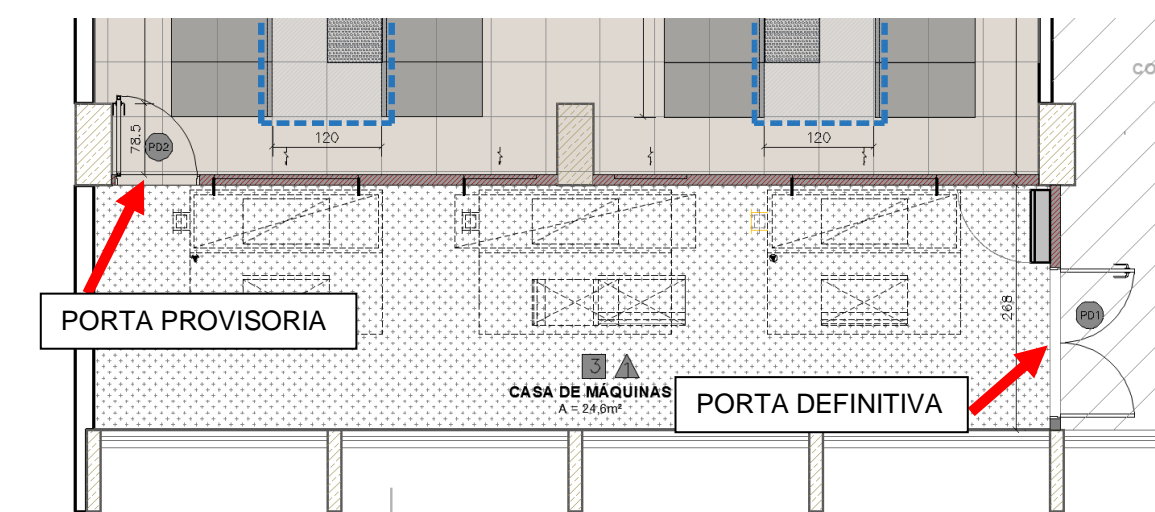 CO
120
120
78.5
PD2
PORTA PROVISORIA
268
PD1
3 1
CASA DE MÁQUINAS
A = 24,6m²
PORTA DEFINITIVA